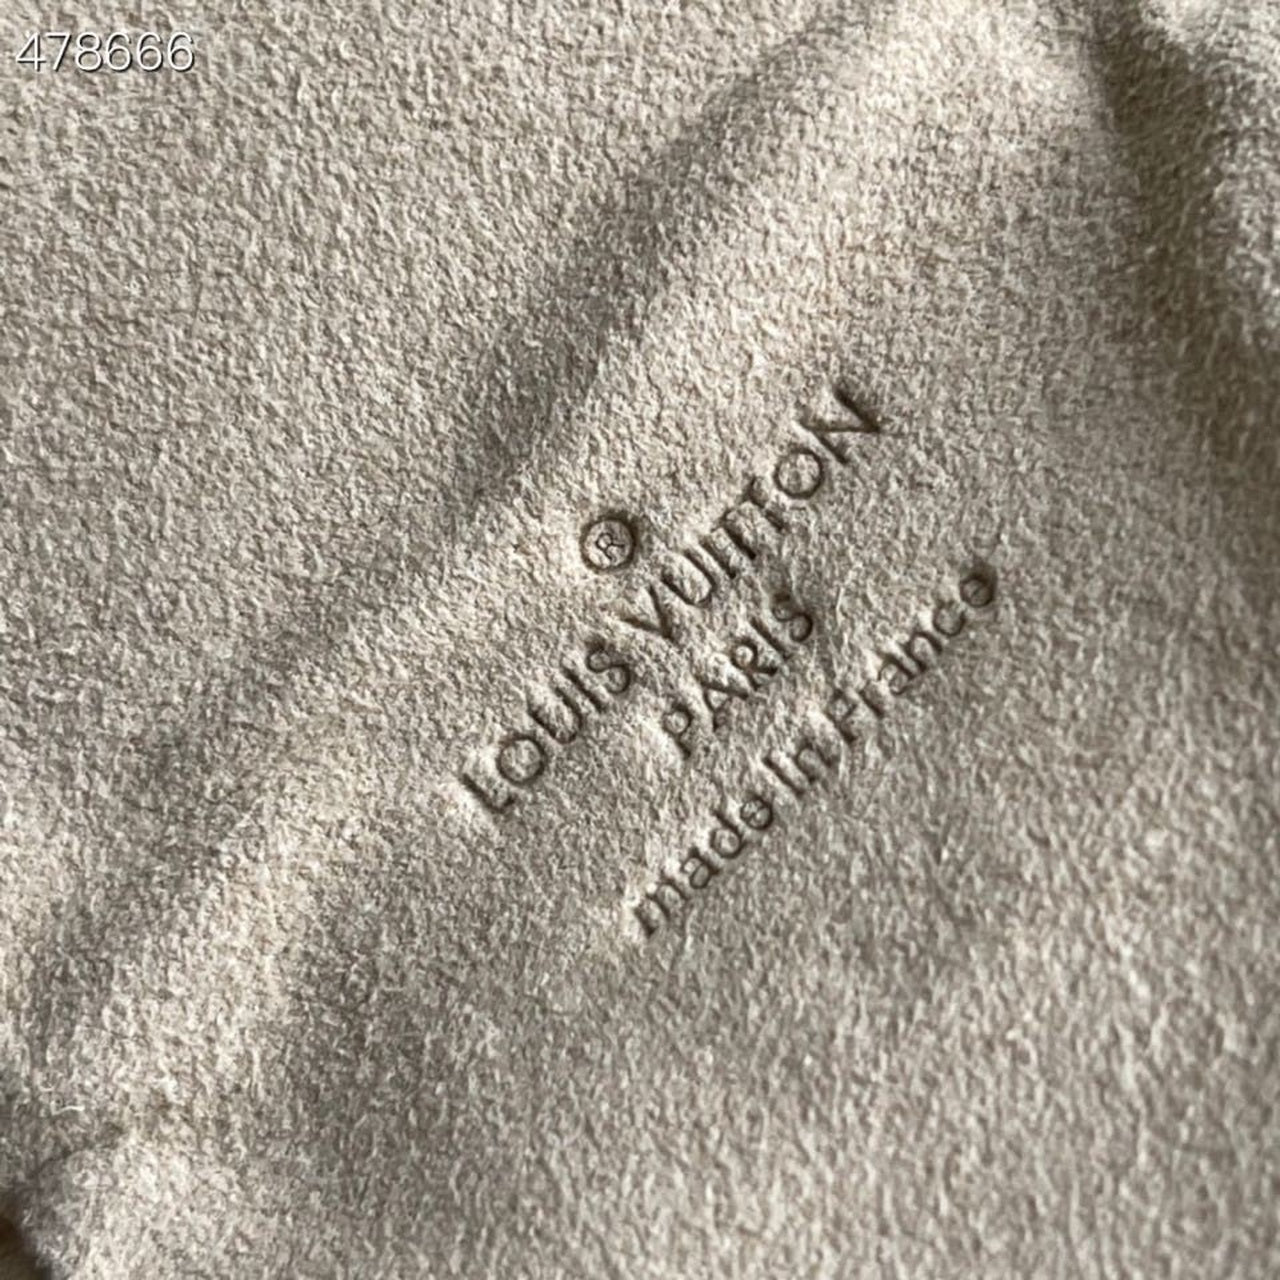 478666
®
LOUIS VUITTON
PARIS
made in France